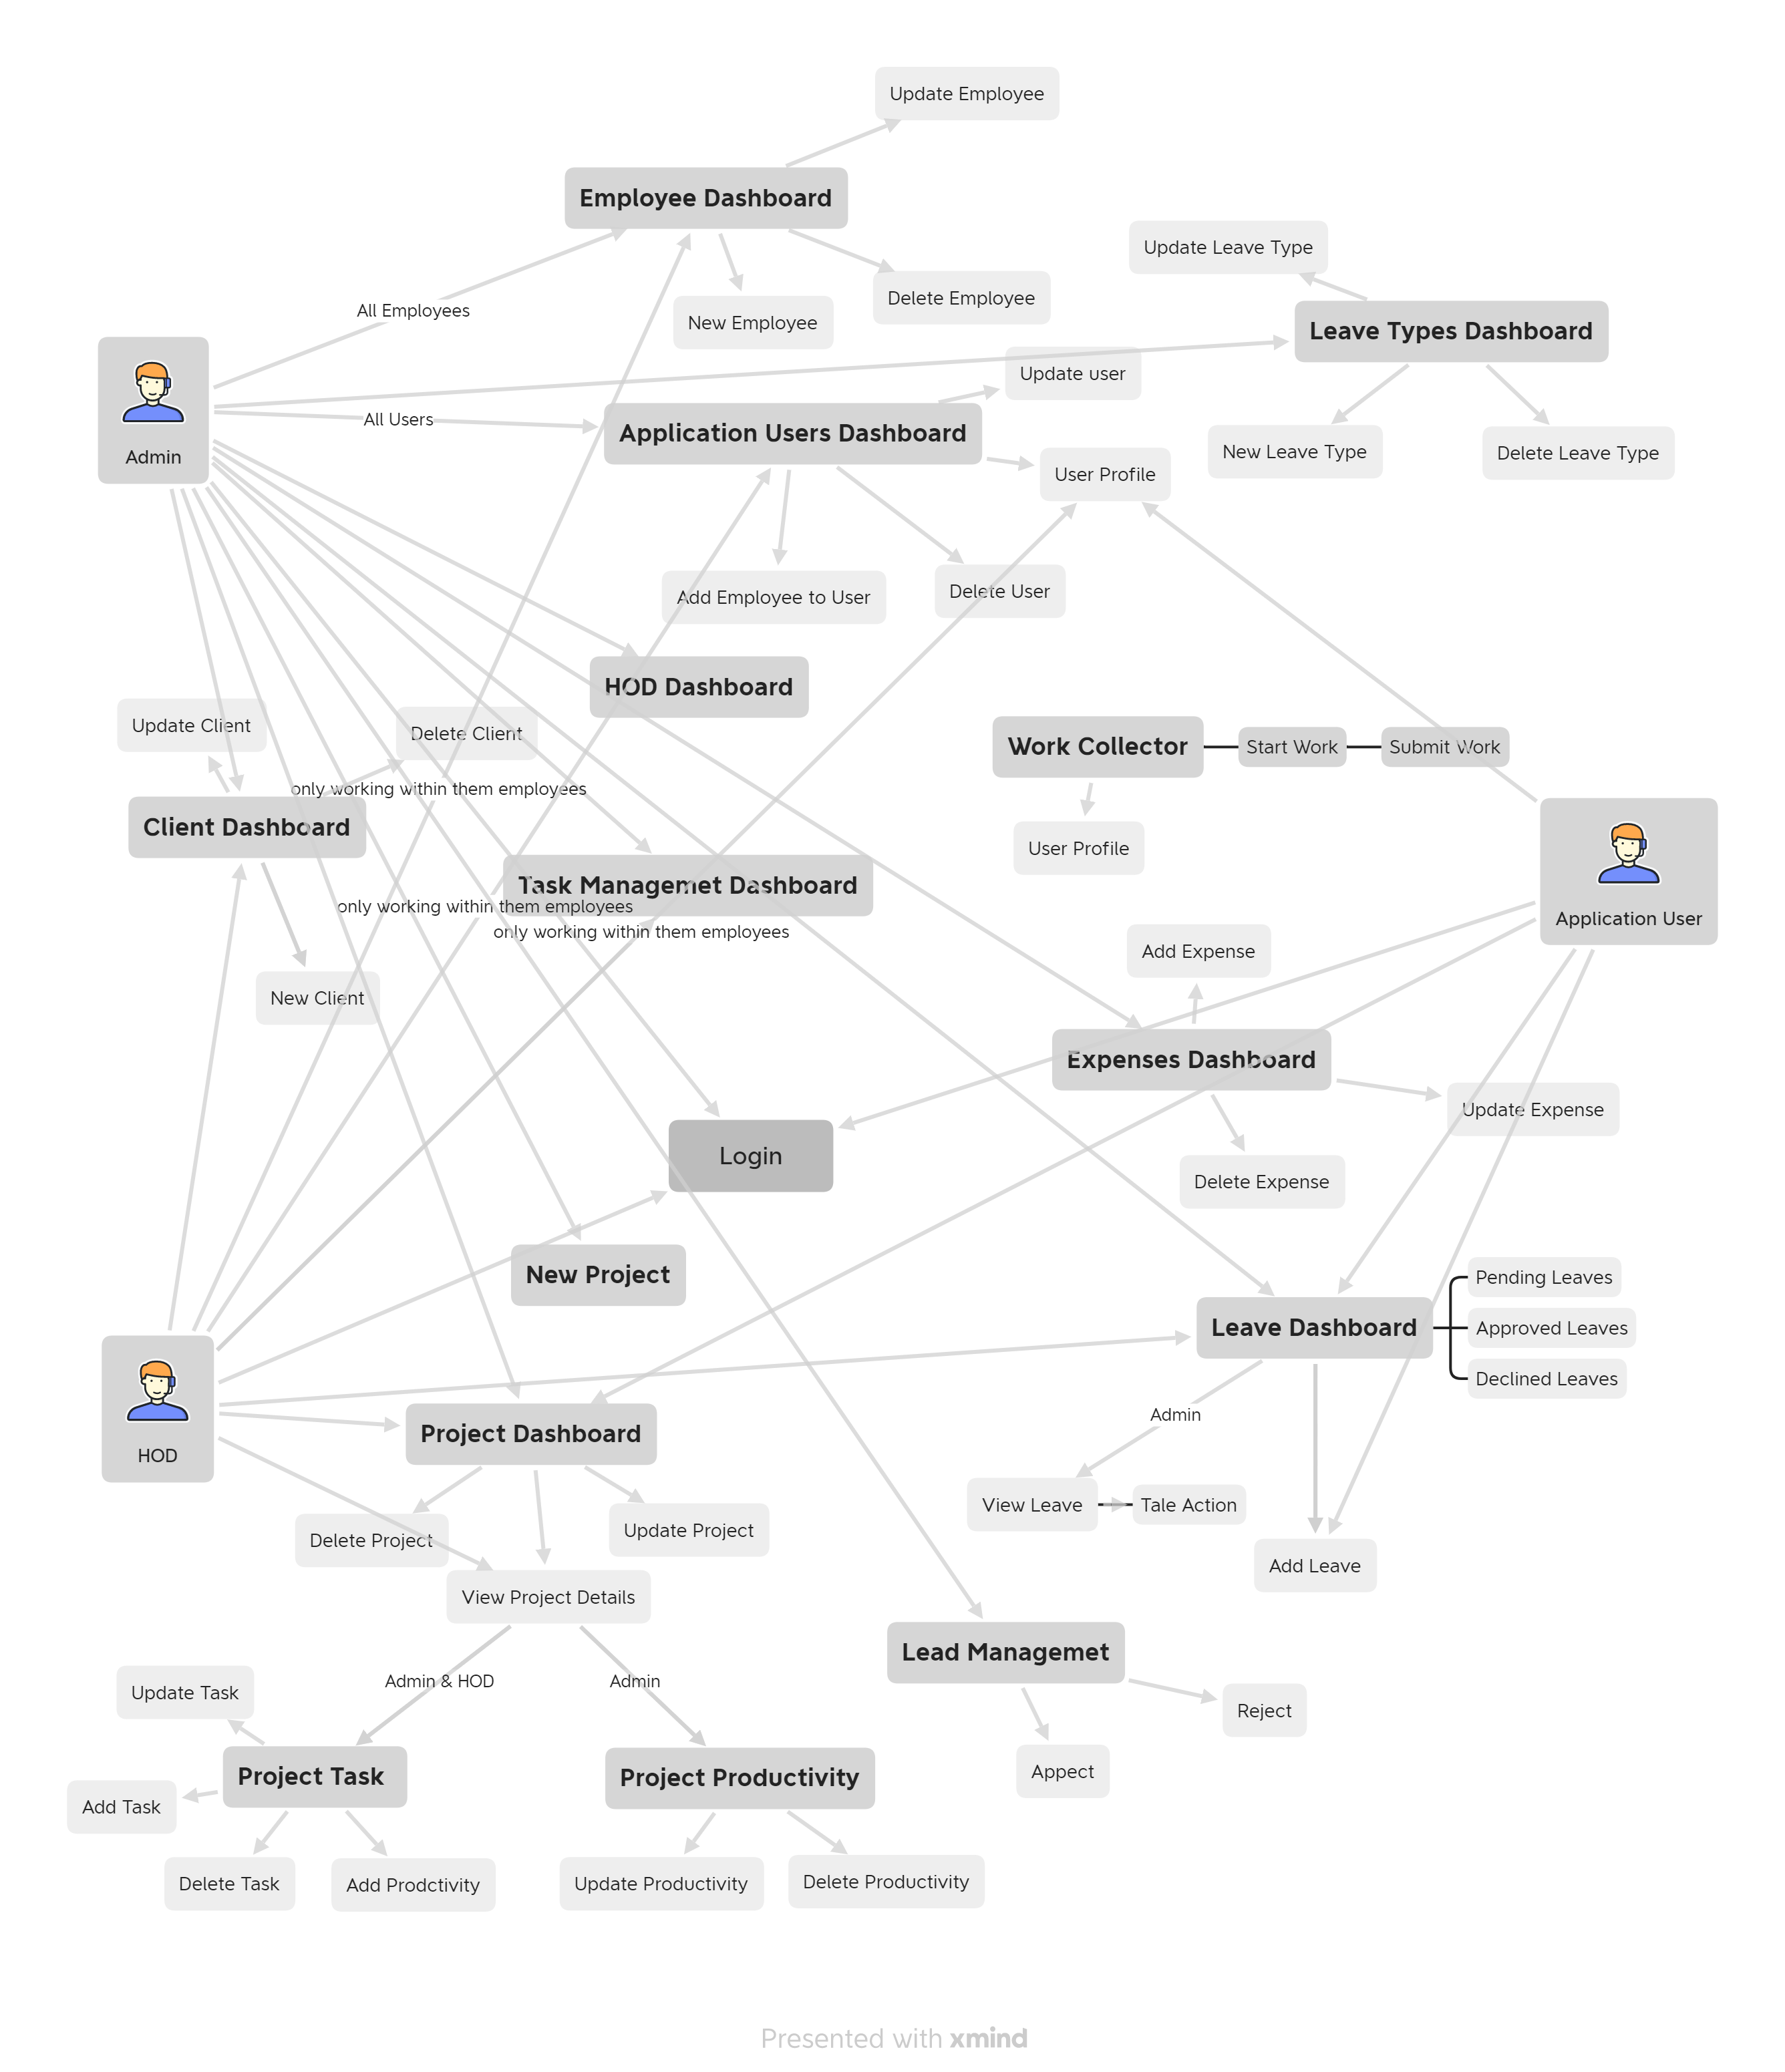 Update Employee
Employee Dashboard
Update Leave Type
Delete Employee
All Employees
New Employee
Leave Types Dashboard
Update user
All Users
Application Users Dashboard
Admin
User Profile
New Leave Type
Delete Leave Type
Add Employee to User
Delete User
HOD Dashboard
Update Client
Delete Client
Work Collector
Start Work
Submit Work
only working within them employees
Client Dashboard
User Profile
Task Managemet Dashboard
only working within them employees
only working within them employees
Application User
Add Expense
New Client
Expenses Dashboard
Update Expense
Login
Delete Expense
New Project
Pending Leaves
Leave Dashboard
Approved Leaves
Declined Leaves
HOD
Project Dashboard
Admin
View Leave
Tale Action
Delete Project
Update Project
Add Leave
View Project Details
Lead Managemet
Admin & HOD
Admin
Update Task
Reject
Project Task
Project Productivity
Appect
Add Task
Delete Task
Add Prodctivity
Update Productivity
Delete Productivity
Presented with xmind